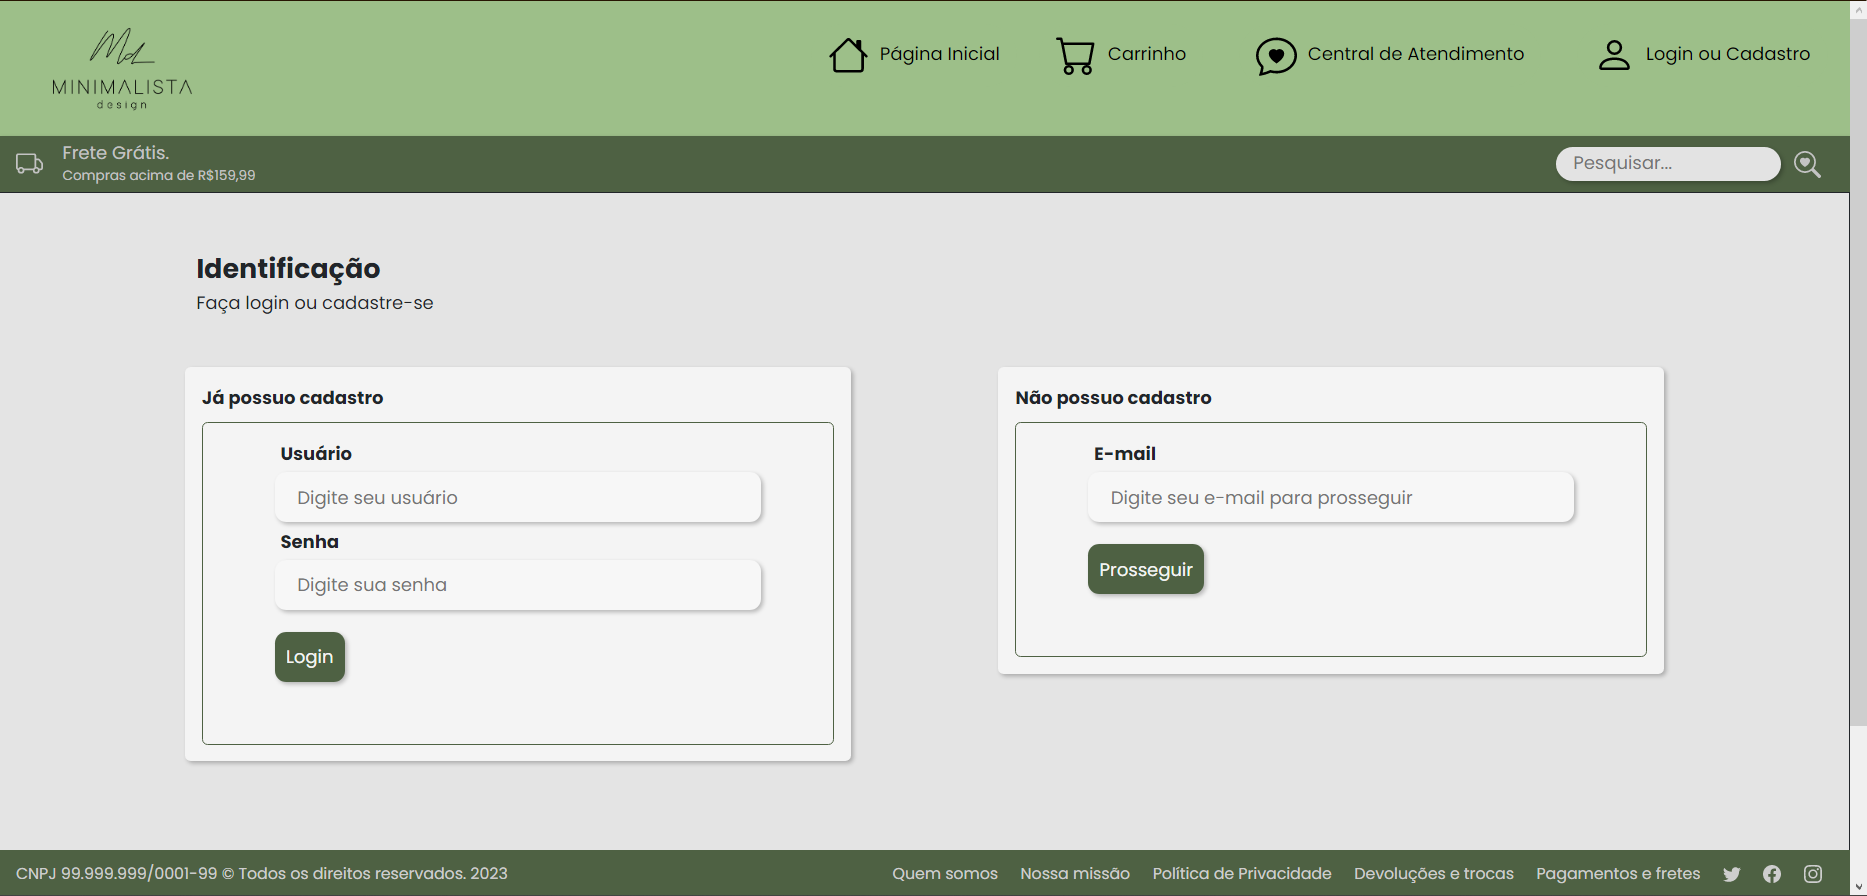 Md
MINIMALISTA
design
Página Inicial
Carrinho
Central de Atendimento
Login ou Cadastro
Frete Grátis.
Compras acima de R$159,99
Pesquisar...
Identificação
Faça login ou cadastre-se
Já possuo cadastro
Usuário
Digite seu usuário
Senha
Digite sua senha
Login
Não possuo cadastro
E-mail
Digite seu e-mail para prosseguir
Prosseguir
CNPJ 99.999.999/0001-99 © Todos os direitos reservados. 2023
Quem somos
Nossa missão
Política de Privacidade
Devoluções e trocas
Pagamentos e fretes